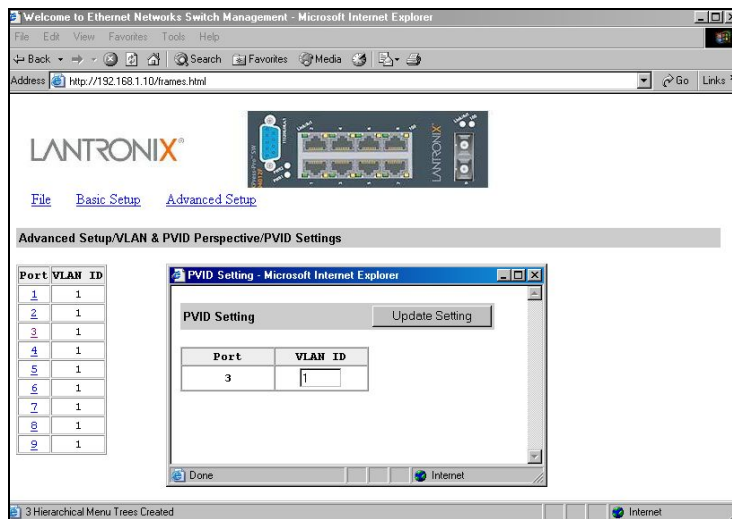 Welcome to Ethernet Networks Switch Management - Microsoft Internet Explorer
File Edit View Favorites Tools Help
Back Search Favorites Media
Address http://192.168.1.10/frames.html Go Links
LANTRONIX®
LANTRONIX
File Basic Setup Advanced Setup
Advanced Setup/VLAN & PVID Perspective/PVID Settings
Port VLAN ID
1 1
2 1
3 1
4 1
5 1
6 1
7 1
8 1
9 1
PVID Setting - Microsoft Internet Explorer
PVID Setting Update Setting
Port VLAN ID
3 1
Done Internet
3 Hierarchical Menu Trees Created Internet